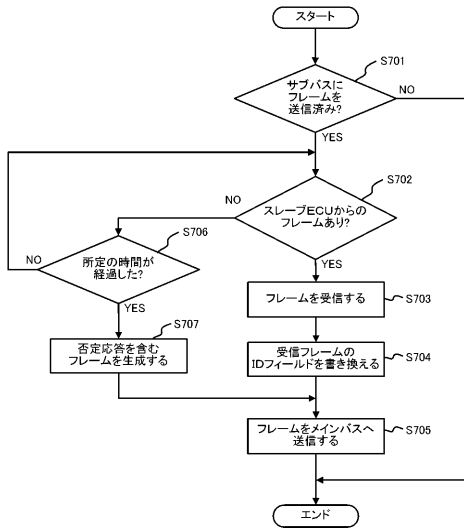 スタート
S701
サブバスに
フレームを
送信済み?
NO
YES
S702
スレーブECUからの
フレームあり?
NO
YES
S706
所定の時間が
経過した?
NO
YES
S703
フレームを受信する
S707
否定応答を含む
フレームを生成する
S704
受信フレームの
IDフィールドを書き換える
S705
フレームをメインバスへ
送信する
エンド